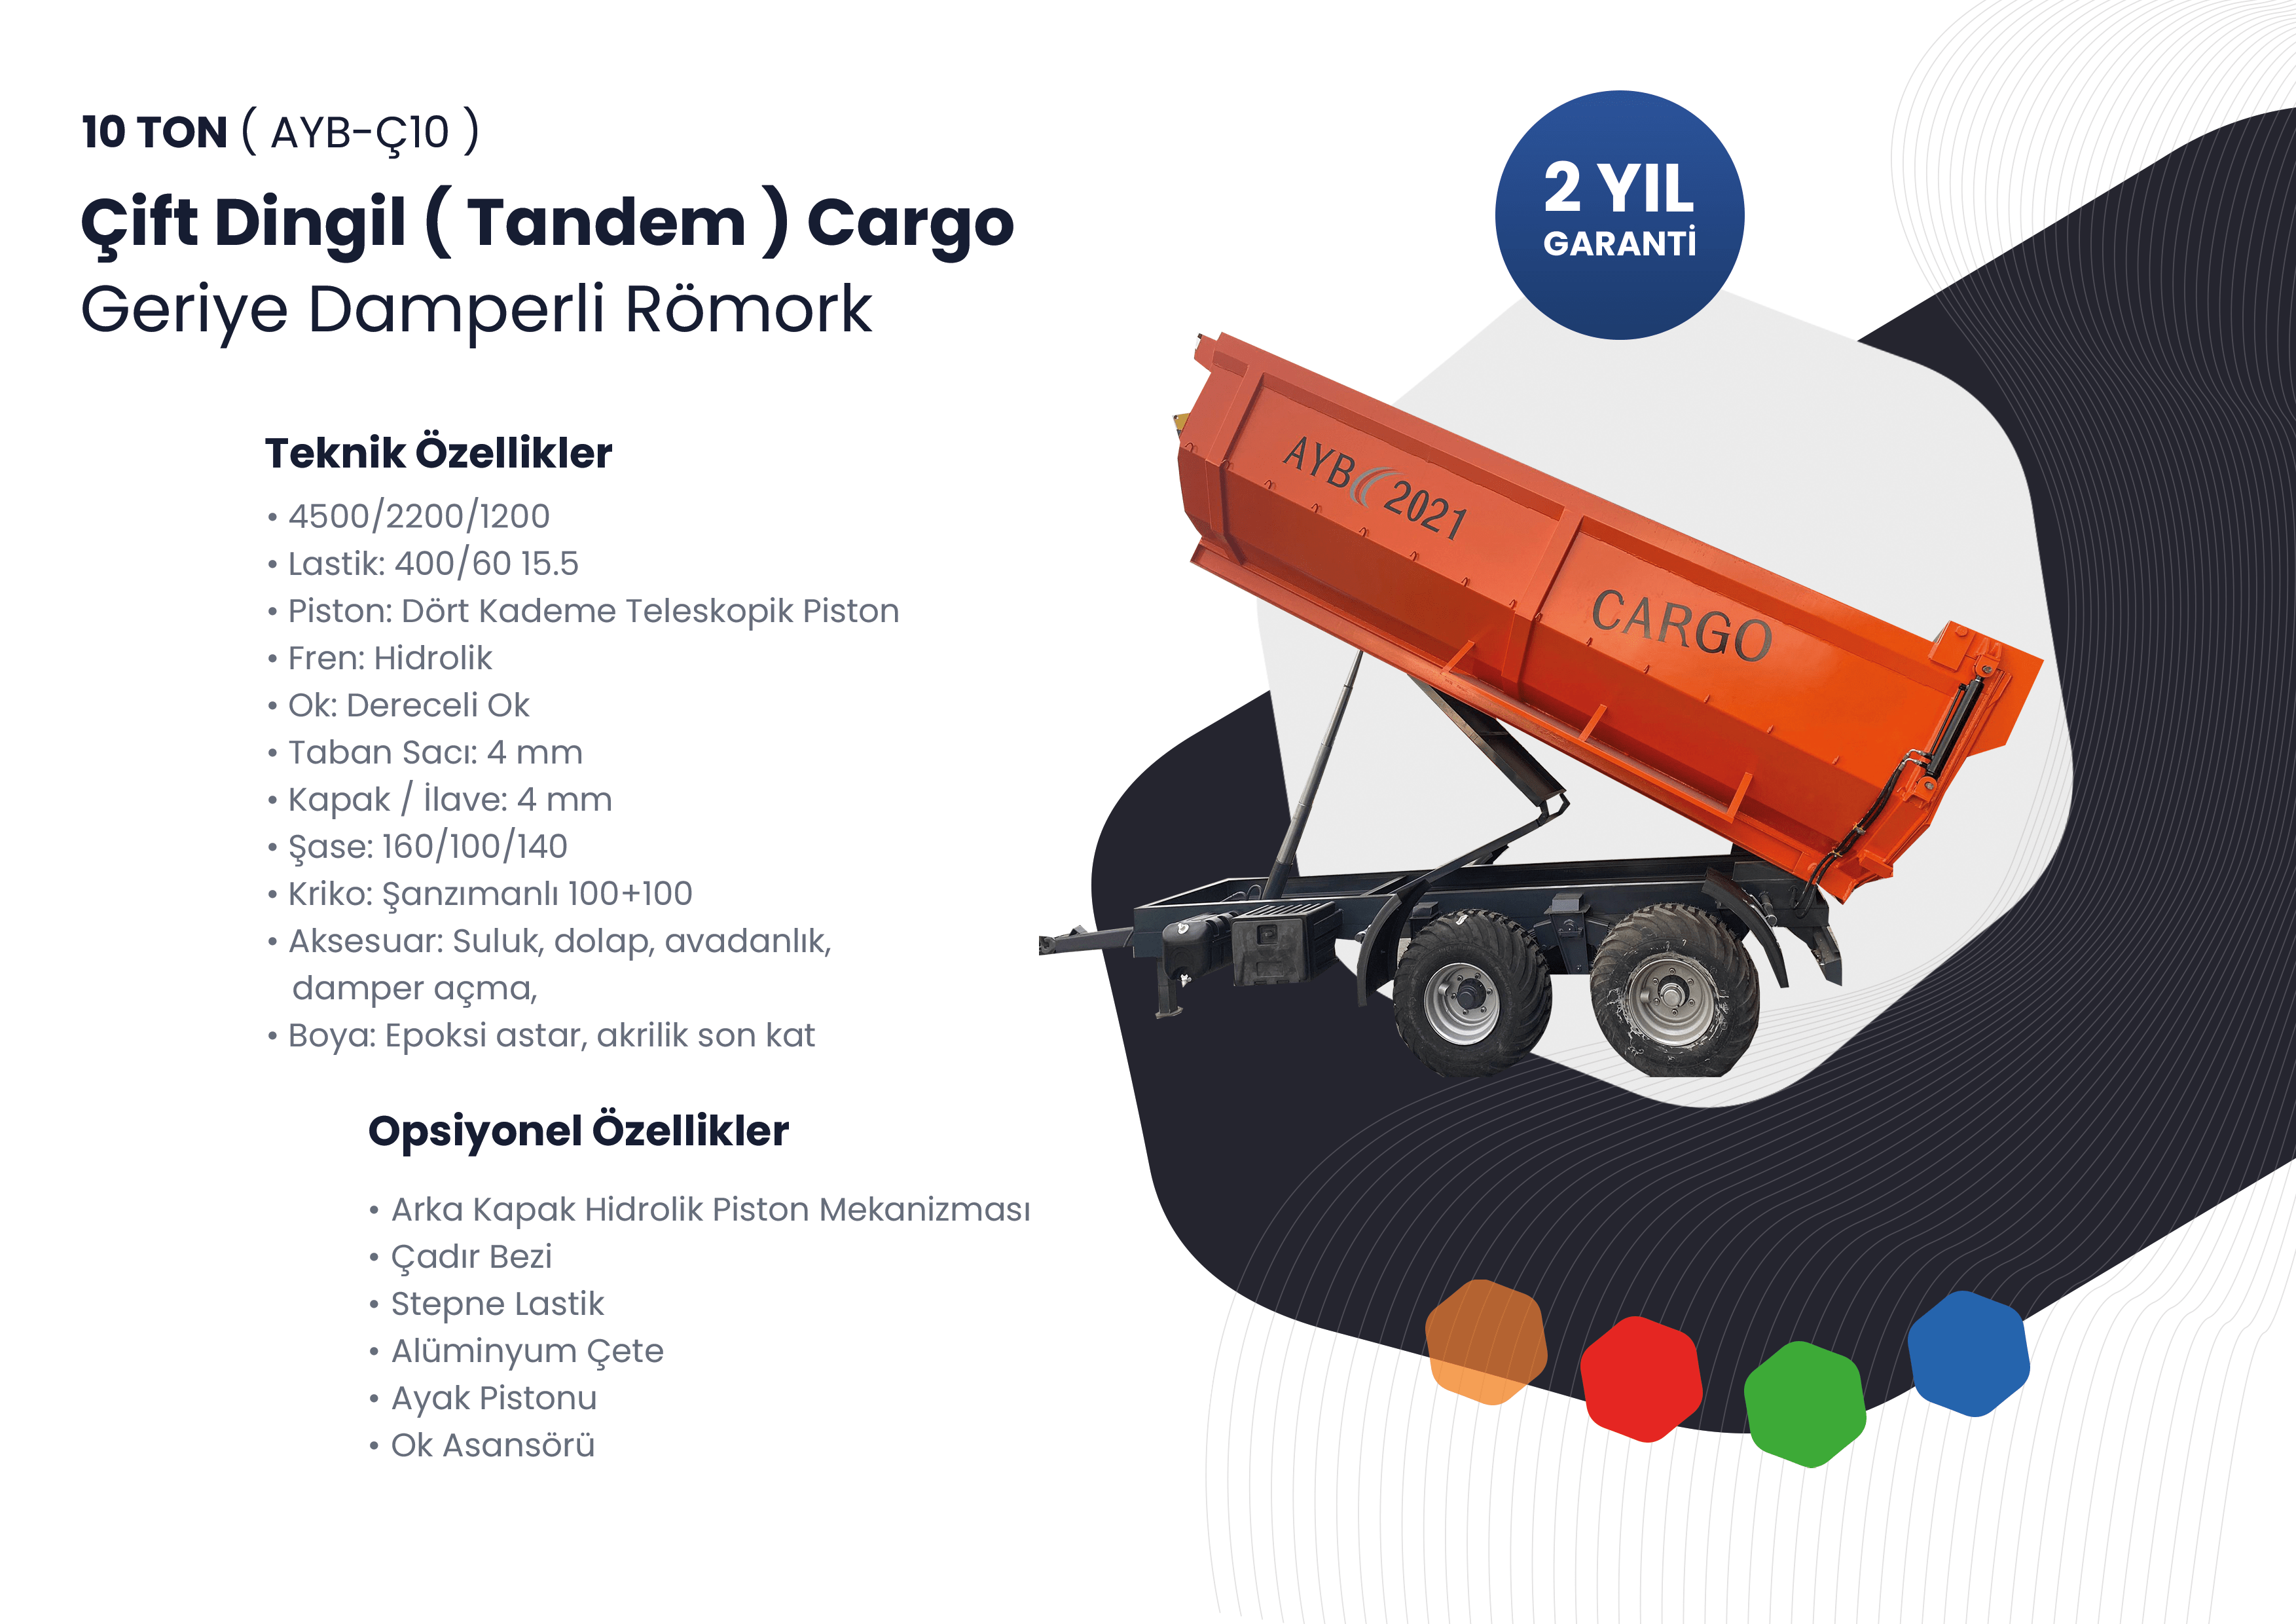 10 TON ( AYB-Ç10 )
Çift Dingil ( Tandem ) Cargo
Geriye Damperli Römork
2 YIL
GARANTİ
Teknik Özellikler
• 4500/2200/1200
• Lastik: 400/60 15.5
• Piston: Dört Kademe Teleskopik Piston
• Fren: Hidrolik
• Ok: Dereceli Ok
• Taban Sacı: 4 mm
• Kapak / İlave: 4 mm
• Şase: 160/100/140
• Kriko: Şanzımanlı 100+100
• Aksesuar: Suluk, dolap, avadanlık,
damper açma,
• Boya: Epoksi astar, akrilik son kat
Opsiyonel Özellikler
• Arka Kapak Hidrolik Piston Mekanizması
• Çadır Bezi
• Stepne Lastik
• Alüminyum Çete
• Ayak Pistonu
• Ok Asansörü
AYB 2021
CARGO